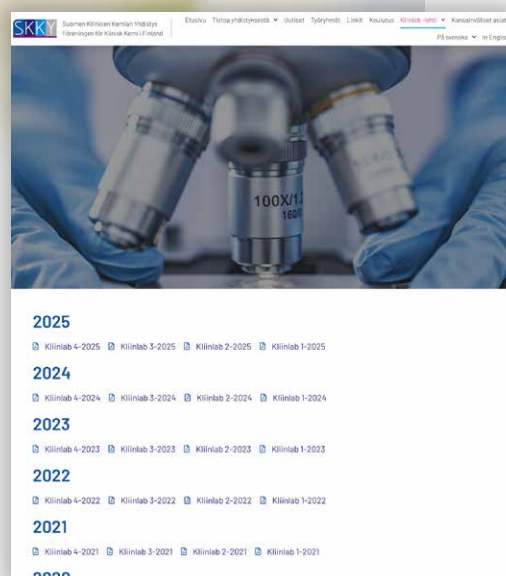 SKKY
Suomen Kliinisen Kemian Yhdistys
Föreningen för Klinisk Kemi i Finland
Etusivu Tietoa yhdistyksestä Uutiset Työryhmät Linkit Koulutus Kliinlab -lehti Kansainväliset asiat
På svenska In English
100X/1.2
160/0
2025
Kliinlab 4-2025 Kliinlab 3-2025 Kliinlab 2-2025 Kliinlab 1-2025
2024
Kliinlab 4-2024 Kliinlab 3-2024 Kliinlab 2-2024 Kliinlab 1-2024
2023
Kliinlab 4-2023 Kliinlab 3-2023 Kliinlab 2-2023 Kliinlab 1-2023
2022
Kliinlab 4-2022 Kliinlab 3-2022 Kliinlab 2-2022 Kliinlab 1-2022
2021
Kliinlab 4-2021 Kliinlab 3-2021 Kliinlab 2-2021 Kliinlab 1-2021
2020